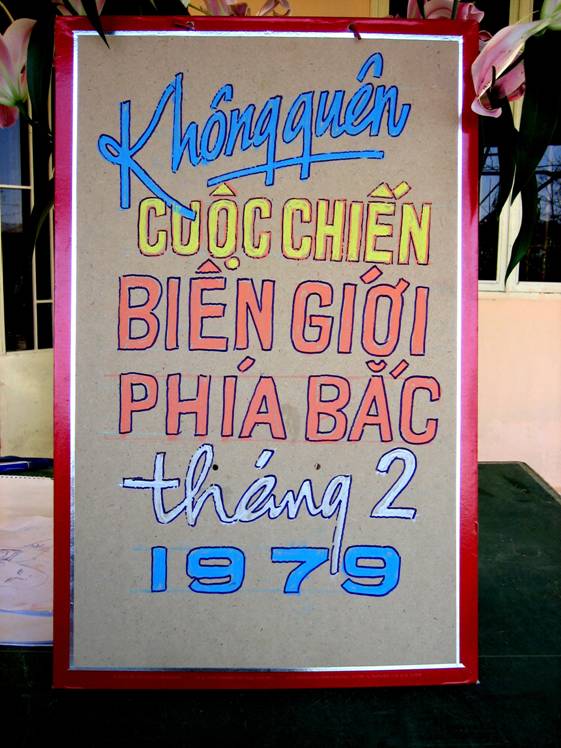 Không quên
CUỘC CHIẾN
BIÊN GIỚI
PHÍA BẮC
tháng 2
1979